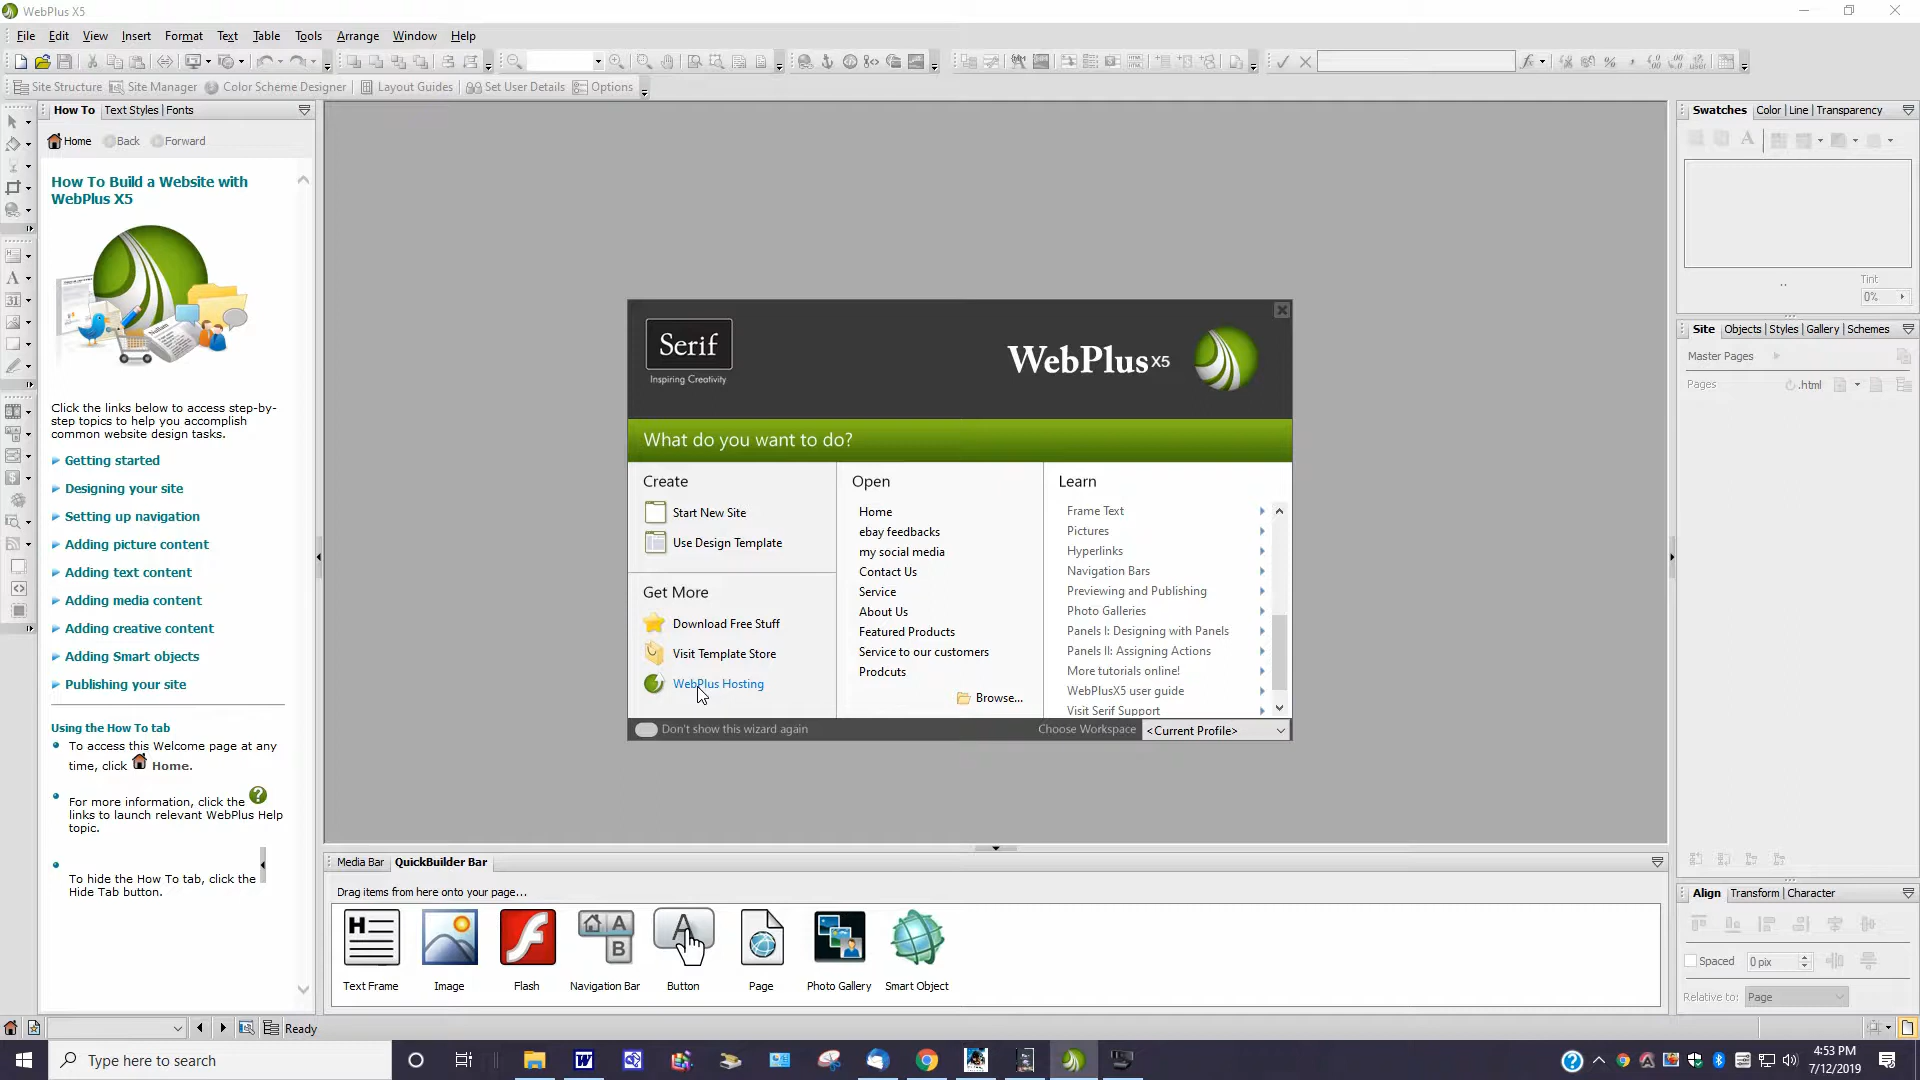 WebPlus X5
File Edit View Insert Format Text Table Tools Arrange Window Help
Site Structure Site Manager Color Scheme Designer Layout Guides Set User Details Options
How To Text Styles | Fonts
Home Back Forward
How To Build a Website with
WebPlus X5
Click the links below to access step-by-
step topics to help you accomplish
common website design tasks.
Getting started
Designing your site
Setting up navigation
Adding picture content
Adding text content
Adding media content
Adding creative content
Adding Smart objects
Publishing your site
Using the How To tab
To access this Welcome page at any
time, click Home.
For more information, click the
links to launch relevant WebPlus Help
topic.
To hide the How To tab, click the
Hide Tab button.
Serif
Inspiring Creativity
WebPlus X5
What do you want to do?
Create
Start New Site
Use Design Template
Get More
Download Free Stuff
Visit Template Store
WebPlus Hosting
Open
Home
ebay feedbacks
my social media
Contact Us
Service
About Us
Featured Products
Service to our customers
Prodcuts
Browse...
Learn
Frame Text
Pictures
Hyperlinks
Navigation Bars
Previewing and Publishing
Photo Galleries
Panels I: Designing with Panels
Panels II: Assigning Actions
More tutorials online!
WebPlusX5 user guide
Visit Serif Support
Don't show this wizard again
Choose Workspace <Current Profile>
Media Bar QuickBuilder Bar
Drag items from here onto your page...
Text Frame Image Flash Navigation Bar Button Page Photo Gallery Smart Object
Swatches Color | Line | Transparency
Tint
0%
Site Objects | Styles | Gallery | Schemes
Master Pages
Pages .html
Align Transform | Character
Spaced 0 pix
Relative to: Page
Ready
Type here to search
4:53 PM
7/12/2019